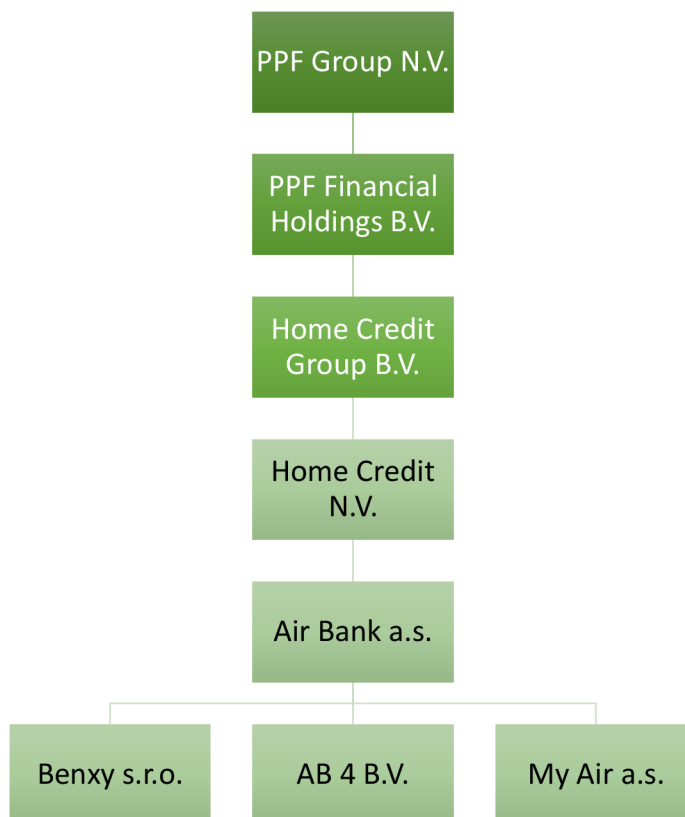 PPF Group N.V.
PPF Financial
Holdings B.V.
Home Credit
Group B.V.
Home Credit
N.V.
Air Bank a.s.
Benxy s.r.o.
AB 4 B.V.
My Air a.s.